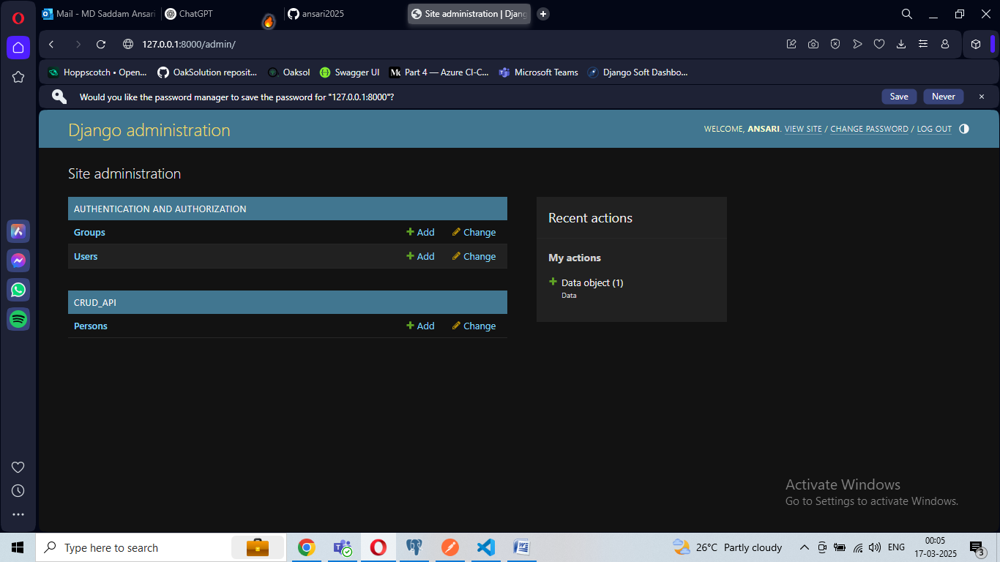 Mail - MD Saddam Ansari
ChatGPT
ansari2025
Site administration | Djang
127.0.0.1:8000/admin/
Hoppscotch • Open...
OakSolution reposit...
Oaksol
Swagger UI
Part 4 — Azure CI-C...
Microsoft Teams
Django Soft Dashbo...
Would you like the password manager to save the password for "127.0.0.1:8000"?
Save
Never
Django administration
WELCOME, ANSARI. VIEW SITE / CHANGE PASSWORD / LOG OUT
Site administration
AUTHENTICATION AND AUTHORIZATION
Groups
Add
Change
Users
Add
Change
CRUD_API
Persons
Add
Change
Recent actions
My actions
Data object (1)
Data
Activate Windows
Go to Settings to activate Windows.
Type here to search
26°C Partly cloudy
ENG
00:05
17-03-2025
3